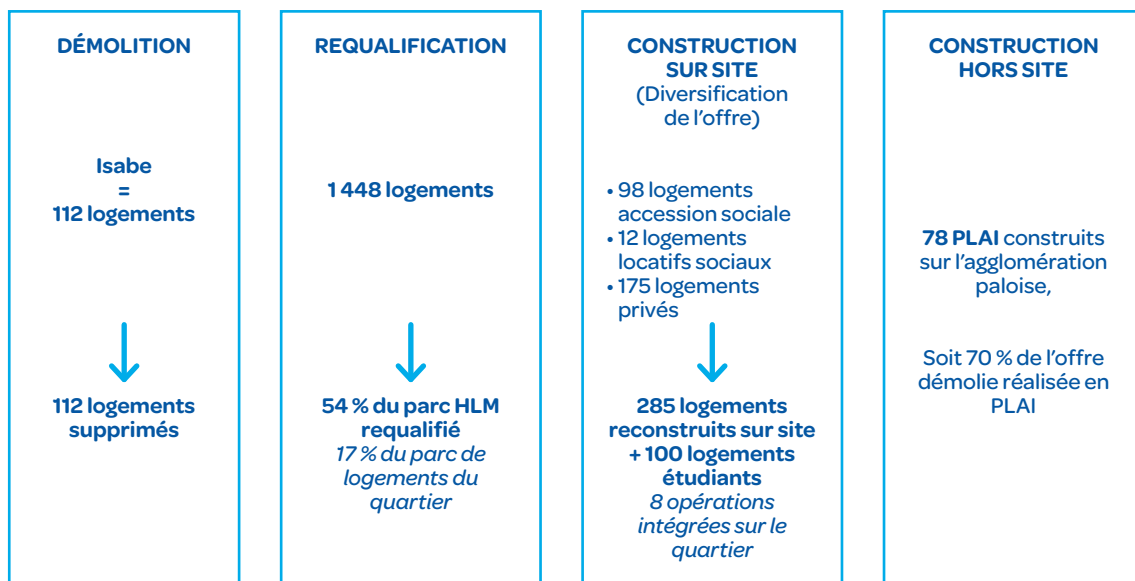 DÉMOLITION
Isabe
=
112 logements
112 logements
supprimés
REQUALIFICATION
1 448 logements
54 % du parc HLM
requalifié
17 % du parc de
logements du
quartier
CONSTRUCTION
SUR SITE
(Diversification
de l’offre)
• 98 logements
accession sociale
• 12 logements
locatifs sociaux
• 175 logements
privés
285 logements
reconstruits sur site
+ 100 logements
étudiants
8 opérations
intégrées sur le
quartier
CONSTRUCTION
HORS SITE
78 PLAI construits
sur l’agglomération
paloise,
Soit 70 % de l’offre
démolie réalisée en
PLAI